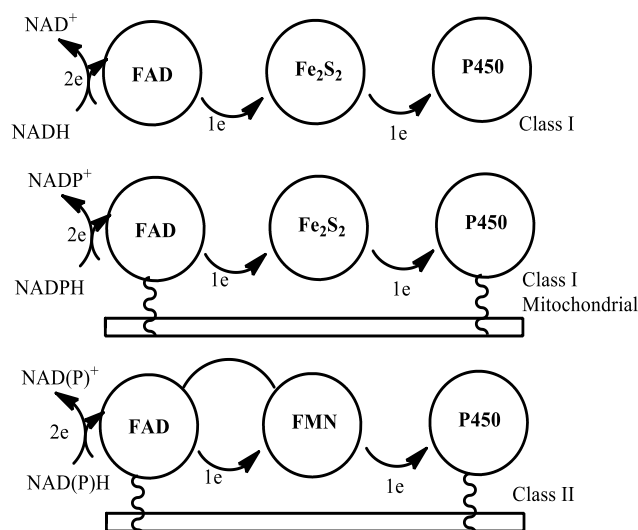 NAD⁺
2e
FAD
Fe₂S₂
P450
NADH
1e
1e
Class I
NADP⁺
2e
FAD
Fe₂S₂
P450
NADPH
1e
1e
Class I
Mitochondrial
NAD(P)⁺
2e
FAD
FMN
P450
NAD(P)H
1e
1e
Class II